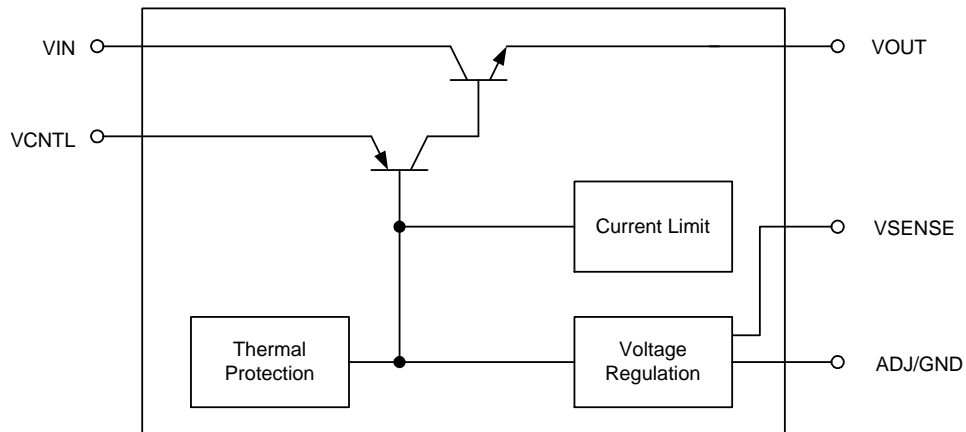 VIN
VOUT
VCNTL
Current Limit
VSENSE
Thermal
Protection
Voltage
Regulation
ADJ/GND